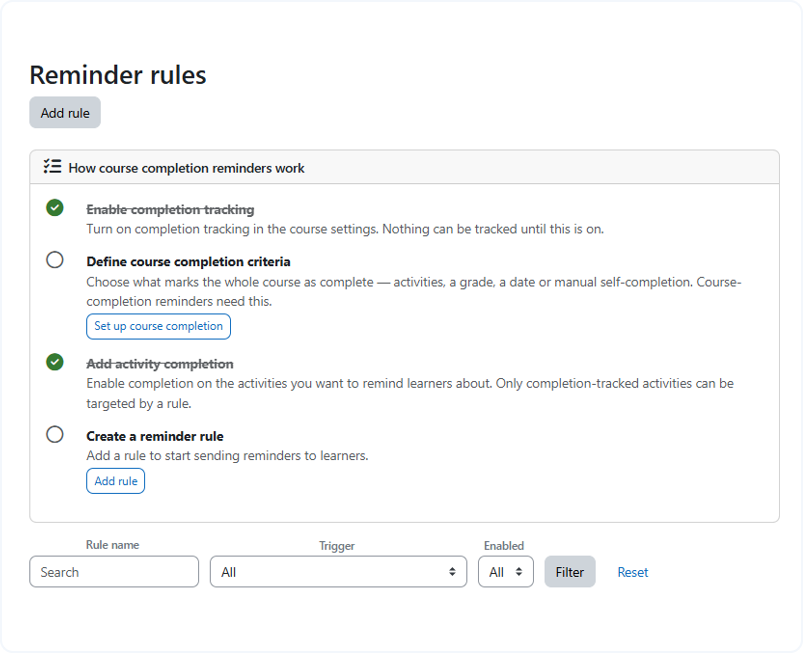 Reminder rules
Add rule
How course completion reminders work
Enable completion tracking
Turn on completion tracking in the course settings. Nothing can be tracked until this is on.
Define course completion criteria
Choose what marks the whole course as complete — activities, a grade, a date or manual self-completion. Course-
completion reminders need this.
Set up course completion
Add activity completion
Enable completion on the activities you want to remind learners about. Only completion-tracked activities can be
targeted by a rule.
Create a reminder rule
Add a rule to start sending reminders to learners.
Add rule
Rule name Trigger Enabled
Search All All Filter Reset